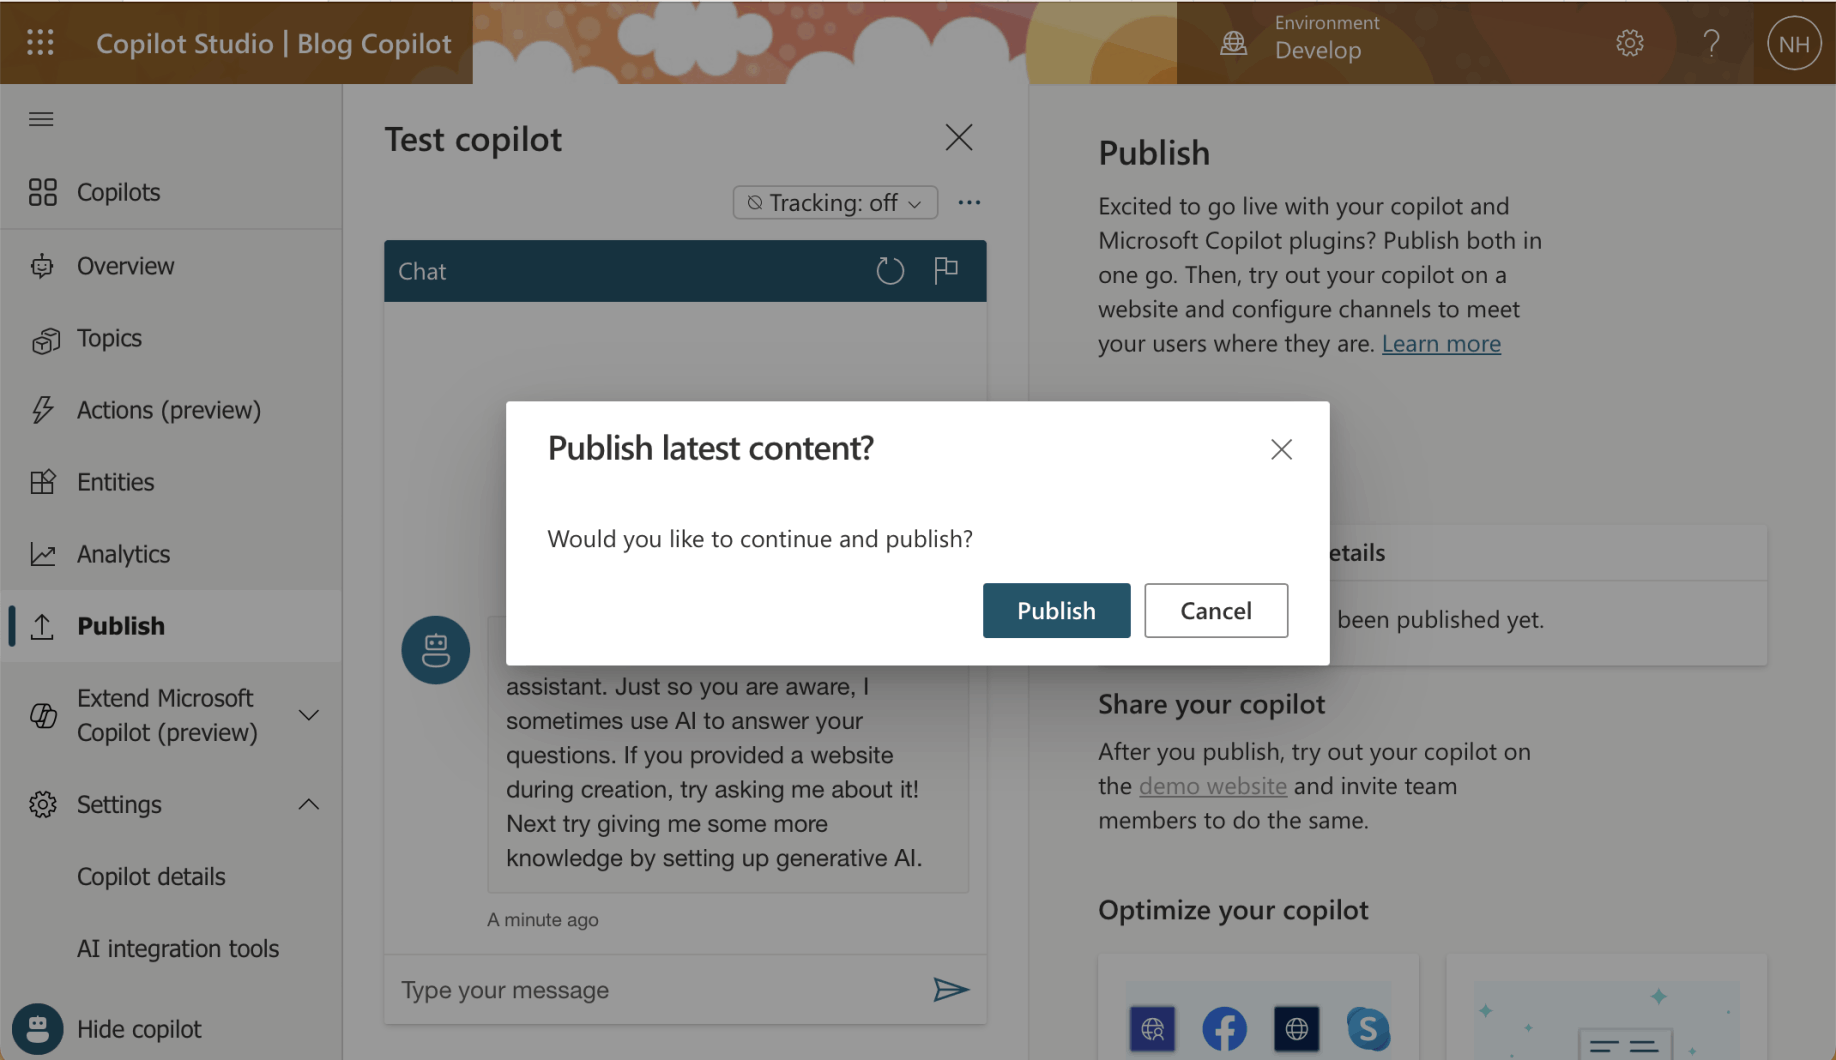 Copilot Studio | Blog Copilot
Environment
Develop
?
NH
Copilots
Overview
Topics
Actions (preview)
Entities
Analytics
Publish
Extend Microsoft
Copilot (preview)
Settings
Copilot details
AI integration tools
Hide copilot
Test copilot
Tracking: off
Chat
assistant. Just so you are aware, I
sometimes use AI to answer your
questions. If you provided a website
during creation, try asking me about it!
Next try giving me some more
knowledge by setting up generative AI.
A minute ago
Type your message
Publish latest content?
Would you like to continue and publish?
Publish
Cancel
Publish
Excited to go live with your copilot and
Microsoft Copilot plugins? Publish both in
one go. Then, try out your copilot on a
website and configure channels to meet
your users where they are. Learn more
etails
been published yet.
Share your copilot
After you publish, try out your copilot on
the demo website and invite team
members to do the same.
Optimize your copilot